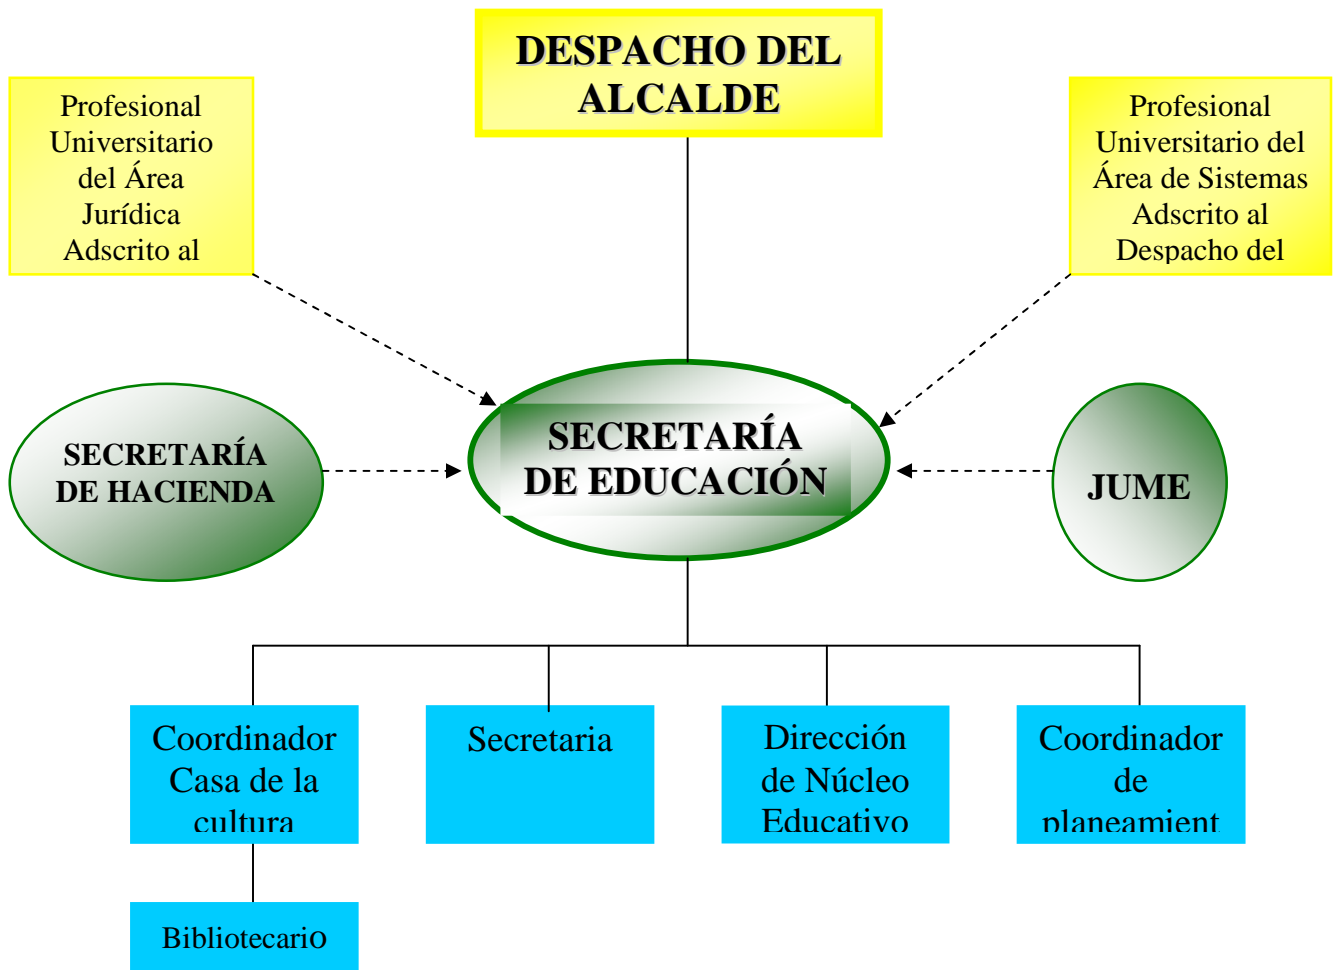 DESPACHO DEL
ALCALDE
Profesional
Universitario
del Área
Jurídica
Adscrito al
Profesional
Universitario del
Área de Sistemas
Adscrito al
Despacho del
SECRETARÍA
DE HACIENDA
SECRETARÍA
DE EDUCACIÓN
JUME
Coordinador
Casa de la
cultura
Secretaria
Dirección
de Núcleo
Educativo
Coordinador
de
planeamient
Bibliotecario